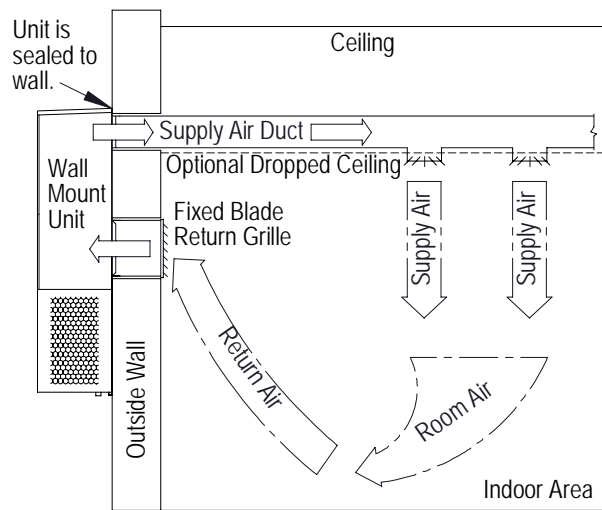 Unit is
sealed to
wall.
Ceiling
Supply Air Duct
Optional Dropped Ceiling
Wall
Mount
Unit
Fixed Blade
Return Grille
Supply Air
Supply Air
Return Air
Room Air
Outside Wall
Indoor Area